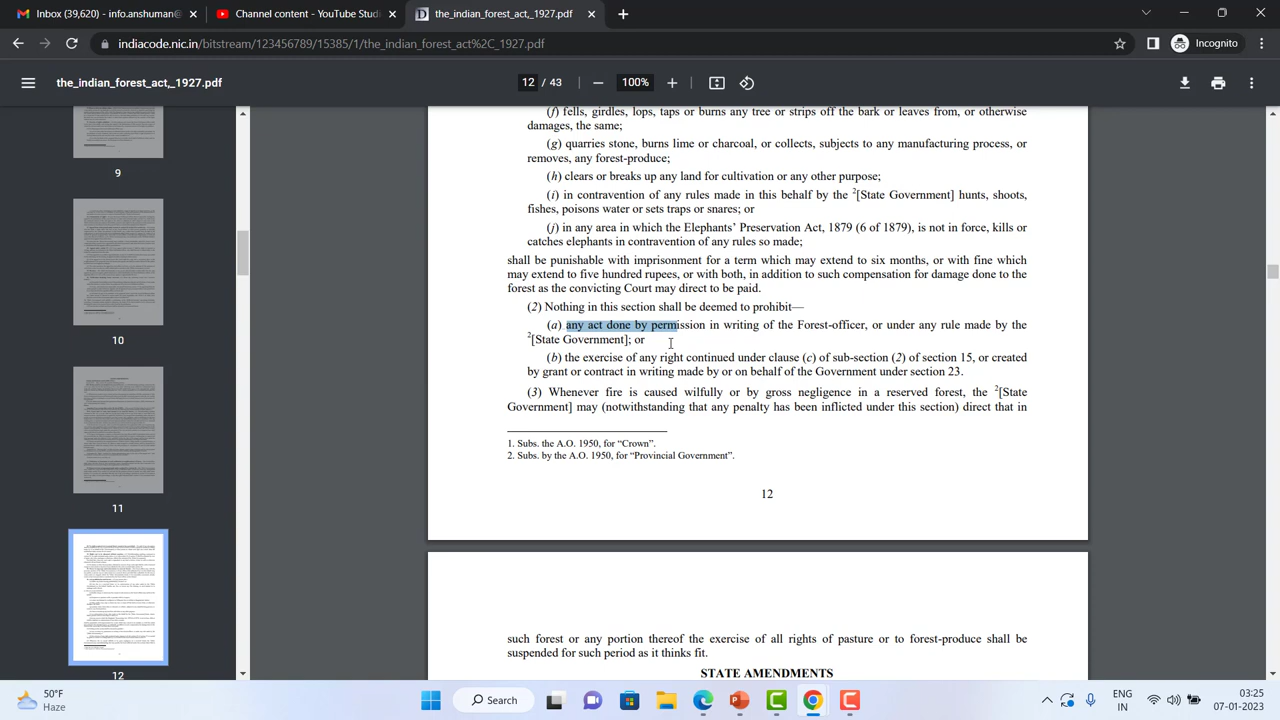 Inbox (39,620) - info.anshuman@
Channel content - YouTube Studi
the_indian_forest_act_1927.pdf
indiacode.nic.in/bitstream/123456789/15385/1/the_indian_forest_act%2C_1927.pdf
Incognito
the_indian_forest_act,_1927.pdf
12 / 43
100%
9
10
11
12
(f) fells, girdles, lops, taps or burns any tree or strips off the bark or leaves from, or otherwise
damages, the same;
(g) quarries stone, burns lime or charcoal, or collects, subjects to any manufacturing process, or
removes, any forest-produce;
(h) clears or breaks up any land for cultivation or any other purpose;
(i) in contravention of any rules made in this behalf by the 2[State Government] hunts, shoots,
fishes, poisons water or sets traps or snares; or
(j) in any area in which the Elephants' Preservation Act, 1879 (6 of 1879), is not in force, kills or
catches elephants in contravention of any rules so made;
shall be punishable with imprisonment for a term which may extend to six months, or with fine which
may extend to five hundred rupees, or with both, in addition to such compensation for damage done to the
forest as the convicting Court may direct to be paid.
(2) Nothing in this section shall be deemed to prohibit—
(a) any act done by permission in writing of the Forest-officer, or under any rule made by the
2[State Government]; or
(b) the exercise of any right continued under clause (c) of sub-section (2) of section 15, or created
by grant or contract in writing made by or on behalf of the Government under section 23.
(3) Whenever fire is caused wilfully or by gross negligence in a reserved forest, the 2[State
Government] may (notwithstanding that any penalty has been inflicted under this section) direct that in
1. Subs. the A.O. 1950, for "Crown".
2. Subs. by the A.O. 1950, for "Provincial Government".
12
such forest or any portion thereof the exercise of all rights of pasture or to forest-produce shall be
suspended for such period as it thinks fit.
STATE AMENDMENTS
50°F
Haze
Search
ENG
IN
03:25
07-01-2023